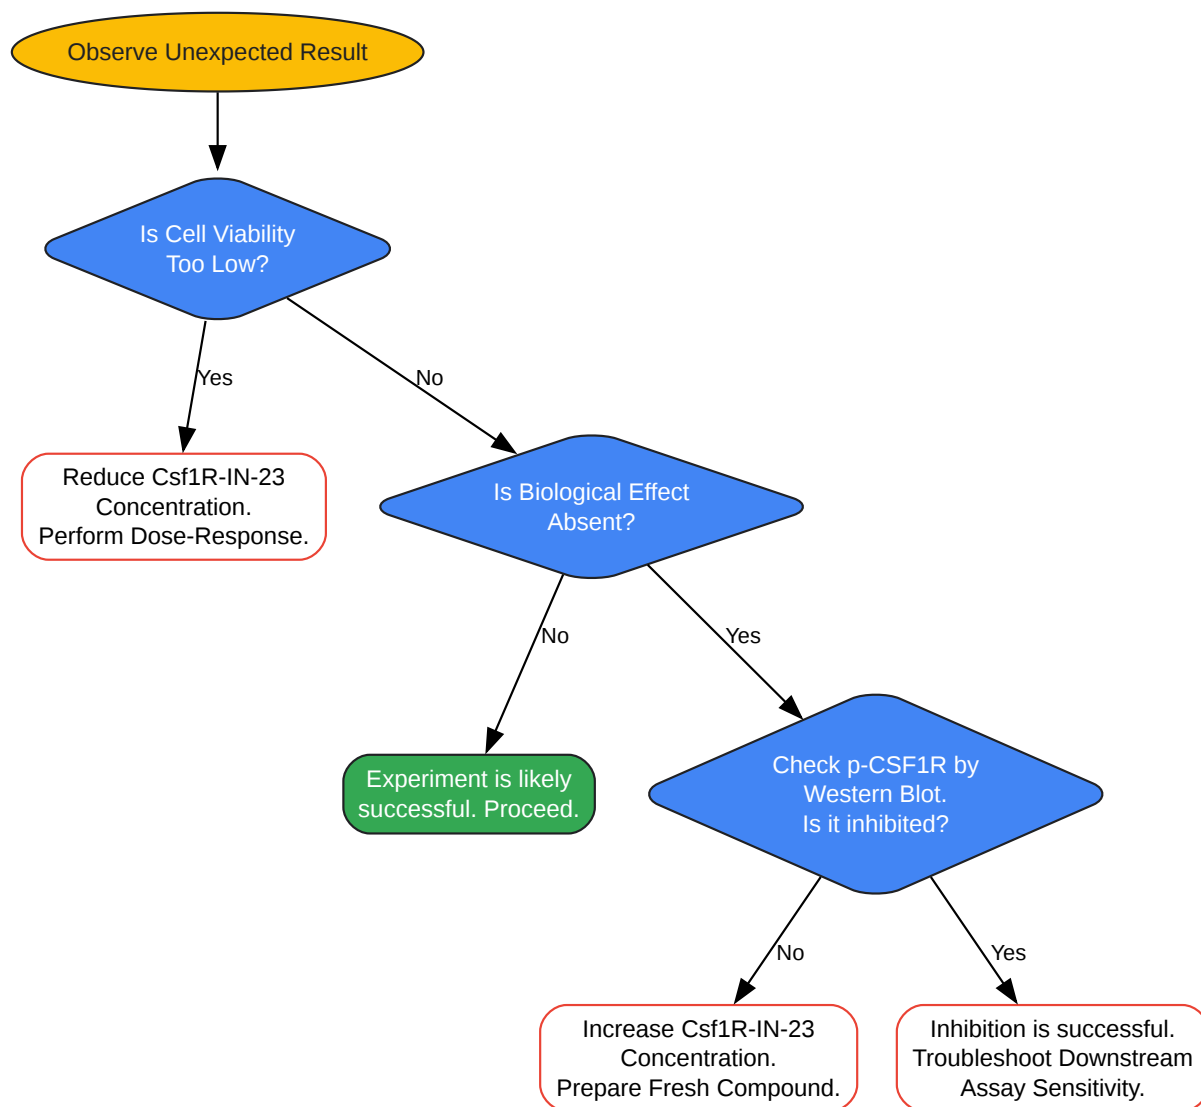 Observe Unexpected Result
Is Cell Viability
Too Low?
Yes
No
Reduce Csf1R-IN-23
Concentration.
Perform Dose-Response.
Is Biological Effect
Absent?
No
Yes
Experiment is likely
successful. Proceed.
Check p-CSF1R by
Western Blot.
Is it inhibited?
No
Yes
Increase Csf1R-IN-23
Concentration.
Prepare Fresh Compound.
Inhibition is successful.
Troubleshoot Downstream
Assay Sensitivity.